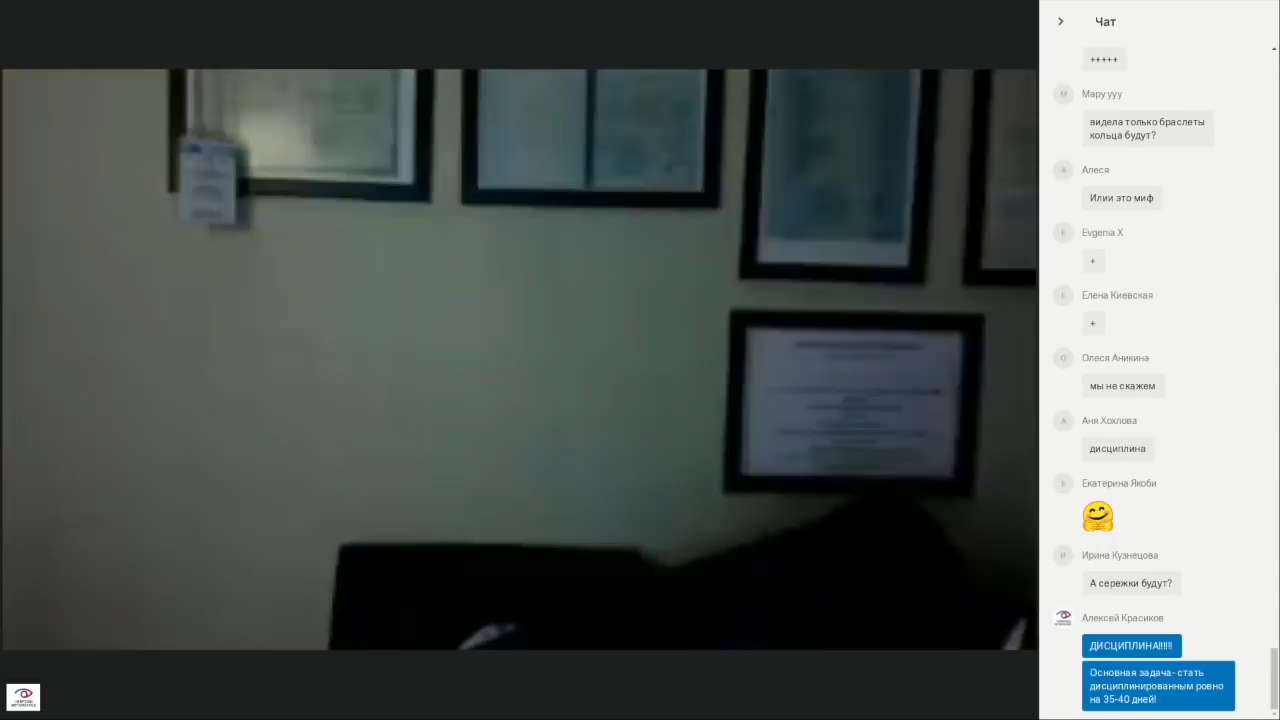 Чат
+++++
М
Мару ууу
видела только браслеты
кольца будут?
А
Алеся
Илии это миф
E
Evgenia X
+
Е
Елена Киевская
+
О
Олеся Аникина
мы не скажем
А
Аня Хохлова
дисциплина
Е
Екатерина Якоби
И
Ирина Кузнецова
А сережки будут?
Алексей Красиков
ДИСЦИПЛИНА!!!!!!
Основная задача- стать
дисциплинированным ровно
на 35-40 дней!